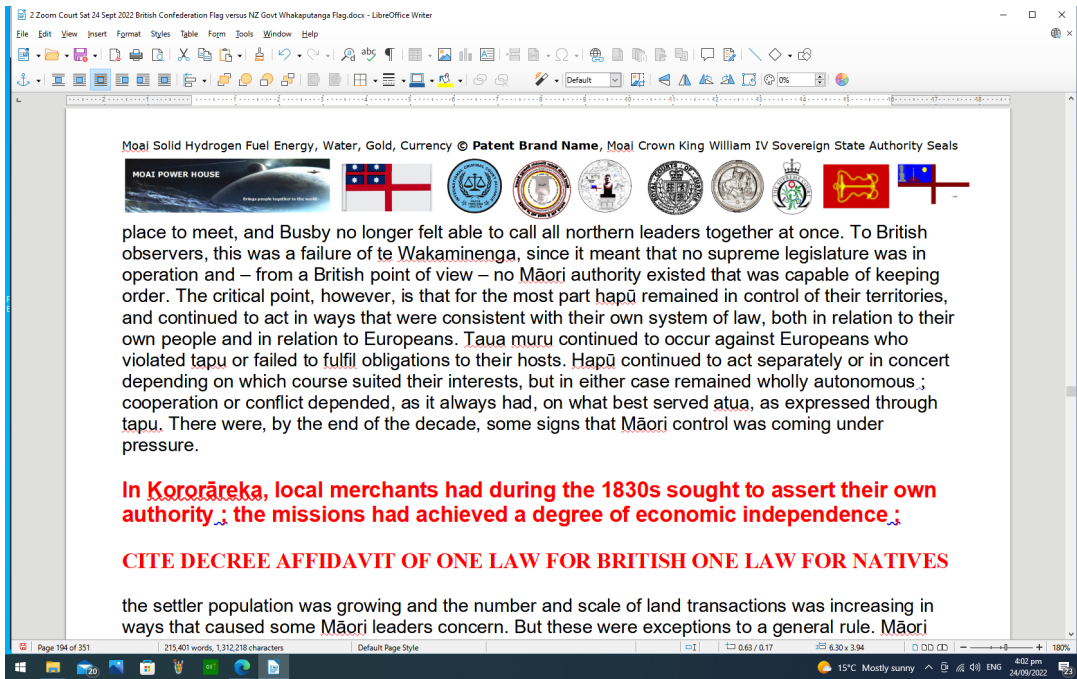 2 Zoom Court Sat 24 Sept 2022 British Confederation Flag versus NZ Govt Whakaputanga Flag.docx - LibreOffice Writer
File Edit View Insert Format Styles Table Form Tools Window Help
Default
0%
Moai Solid Hydrogen Fuel Energy, Water, Gold, Currency © Patent Brand Name, Moai Crown King William IV Sovereign State Authority Seals
MOAI POWER HOUSE
Brings people together in the world
place to meet, and Busby no longer felt able to call all northern leaders together at once. To British
observers, this was a failure of te Wakaminenga, since it meant that no supreme legislature was in
operation and – from a British point of view – no Māori authority existed that was capable of keeping
order. The critical point, however, is that for the most part hapū remained in control of their territories,
and continued to act in ways that were consistent with their own system of law, both in relation to their
own people and in relation to Europeans. Taua muru continued to occur against Europeans who
violated tapu or failed to fulfil obligations to their hosts. Hapū continued to act separately or in concert
depending on which course suited their interests, but in either case remained wholly autonomous ;
cooperation or conflict depended, as it always had, on what best served atua, as expressed through
tapu. There were, by the end of the decade, some signs that Māori control was coming under
pressure.
In Kororāreka, local merchants had during the 1830s sought to assert their own
authority ; the missions had achieved a degree of economic independence ;
CITE DECREE AFFIDAVIT OF ONE LAW FOR BRITISH ONE LAW FOR NATIVES
the settler population was growing and the number and scale of land transactions was increasing in
ways that caused some Māori leaders concern. But these were exceptions to a general rule. Māori
Page 194 of 351 215,401 words, 1,312,218 characters Default Page Style 0.63 / 0.17 6.30 x 3.94 180%
20 15°C Mostly sunny ENG 4:02 pm
24/09/2022 23